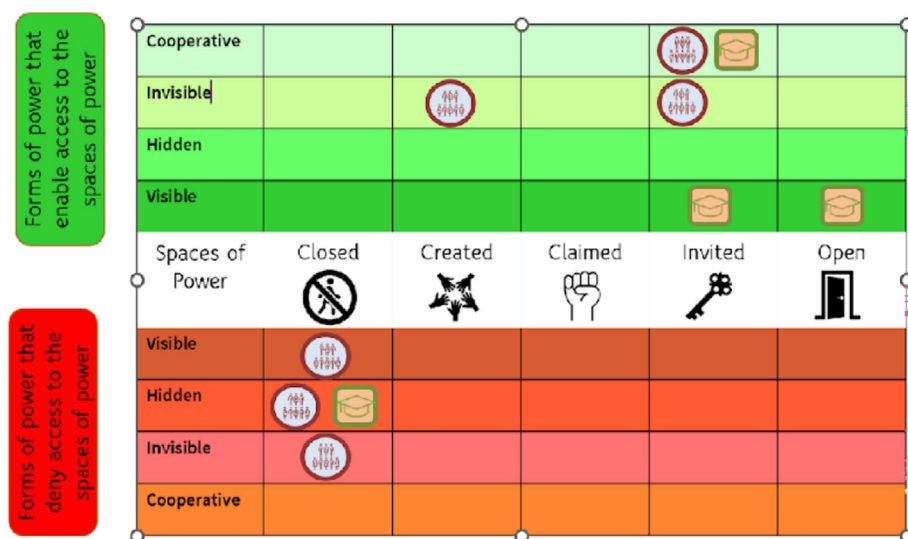 Forms of power that
enable access to the
spaces of power
Cooperative
Invisible
Hidden
Visible
Spaces of
Power
Closed
Created
Claimed
Invited
Open
Forms of power that
deny access to the
spaces of power
Visible
Hidden
Invisible
Cooperative